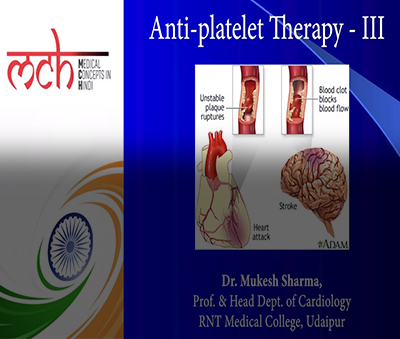 Anti-platelet Therapy - III
mch MEDICAL
CONCEPTS IN
HINDI
Unstable
plaque
ruptures
Blood clot
blocks
blood flow
Heart
attack
Stroke
ADAM
Dr. Mukesh Sharma,
Prof. & Head Dept. of Cardiology
RNT Medical College, Udaipur